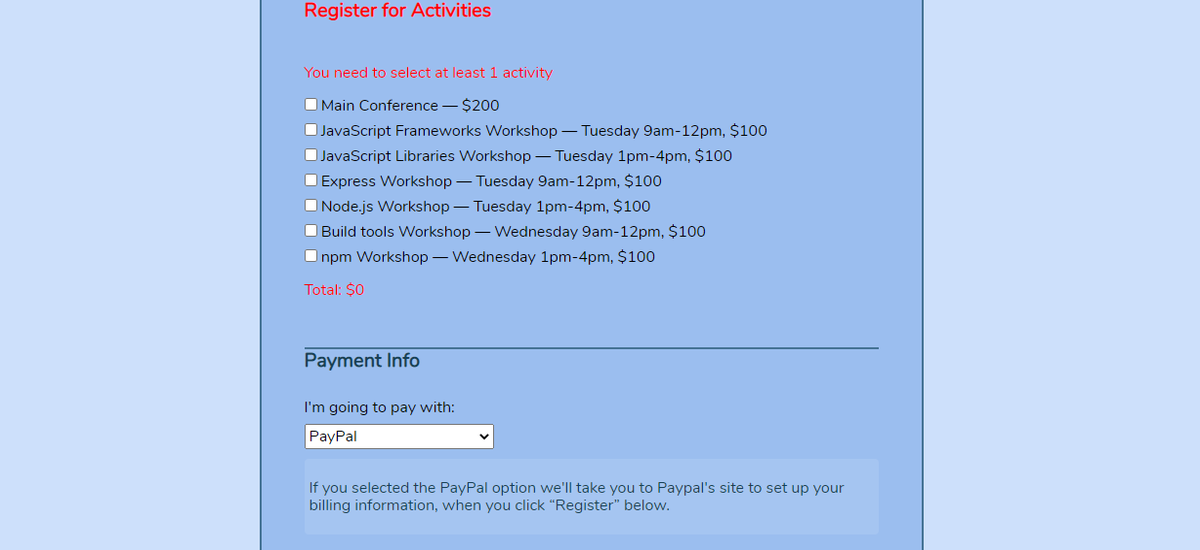 Register for Activities
You need to select at least 1 activity
Main Conference — $200
JavaScript Frameworks Workshop — Tuesday 9am-12pm, $100
JavaScript Libraries Workshop — Tuesday 1pm-4pm, $100
Express Workshop — Tuesday 9am-12pm, $100
Node.js Workshop — Tuesday 1pm-4pm, $100
Build tools Workshop — Wednesday 9am-12pm, $100
npm Workshop — Wednesday 1pm-4pm, $100
Total: $0
Payment Info
I'm going to pay with:
PayPal
If you selected the PayPal option we'll take you to Paypal's site to set up your
billing information, when you click “Register” below.